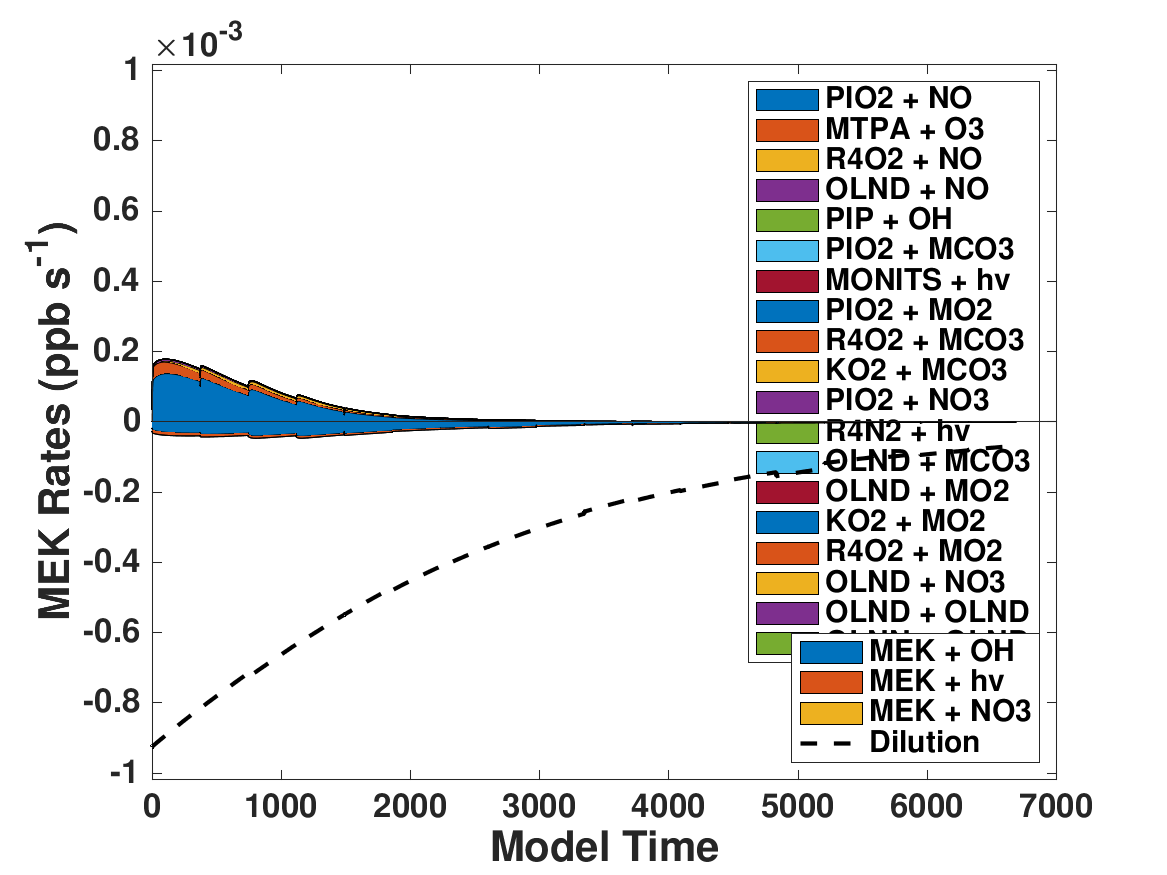 ×10-3
MEK Rates (ppb s-1)
1
0.8
0.6
0.4
0.2
0
-0.2
-0.4
-0.6
-0.8
-1
PIO2 + NO
MTPA + O3
R4O2 + NO
OLND + NO
PIP + OH
PIO2 + MCO3
MONITS + hv
PIO2 + MO2
R4O2 + MCO3
KO2 + MCO3
PIO2 + NO3
R4N2 + hv
OLND + MCO3
OLND + MO2
KO2 + MO2
R4O2 + MO2
OLND + NO3
OLND + OLND
MEK + OH
MEK + hv
MEK + NO3
Dilution
0 1000 2000 3000 4000 5000 6000 7000
Model Time